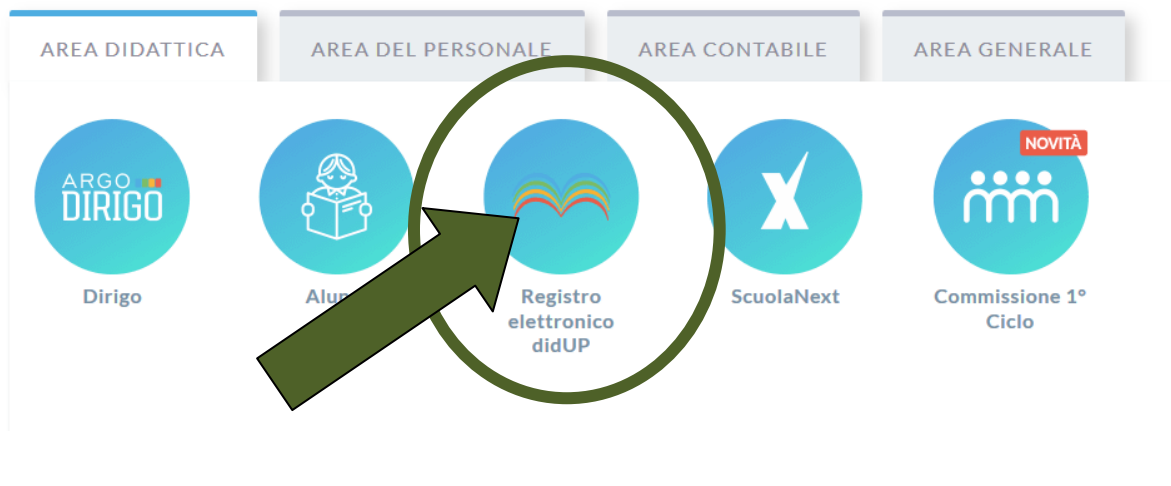 AREA DIDATTICA
AREA DEL PERSONALE
AREA CONTABILE
AREA GENERALE
ARGO
DIRIGO
NOVITÀ
Dirigo
Registro
elettronico
didUP
ScuolaNext
Commissione 1°
Ciclo